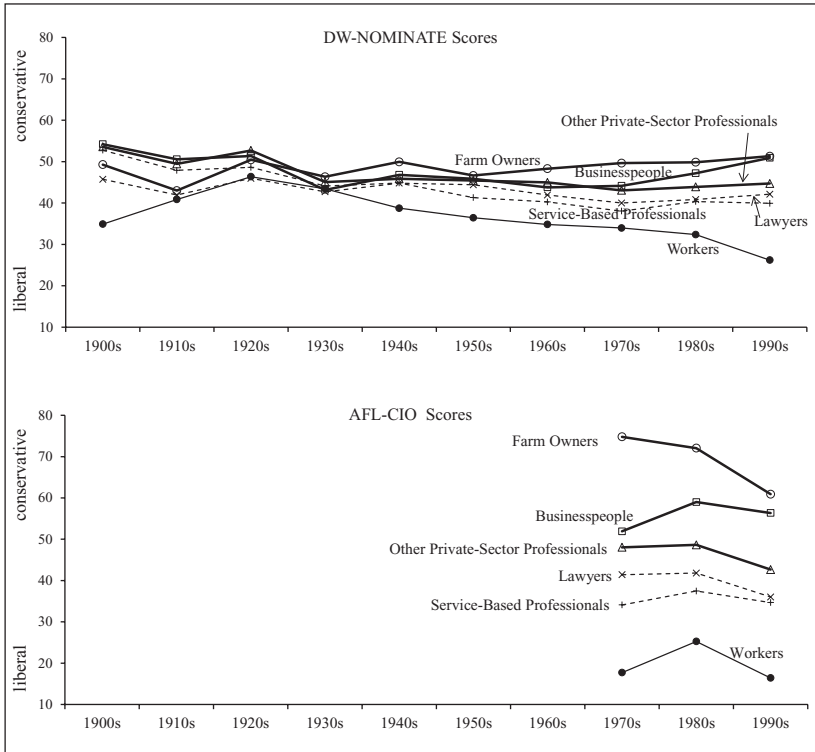 DW-NOMINATE Scores
conservative
liberal
80
70
60
50
40
30
20
10
Other Private-Sector Professionals
Farm Owners
Businesspeople
Service-Based Professionals
Lawyers
Workers
1900s 1910s 1920s 1930s 1940s 1950s 1960s 1970s 1980s 1990s
AFL-CIO Scores
conservative
liberal
80
70
60
50
40
30
20
10
Farm Owners
Businesspeople
Other Private-Sector Professionals
Lawyers
Service-Based Professionals
Workers
1900s 1910s 1920s 1930s 1940s 1950s 1960s 1970s 1980s 1990s